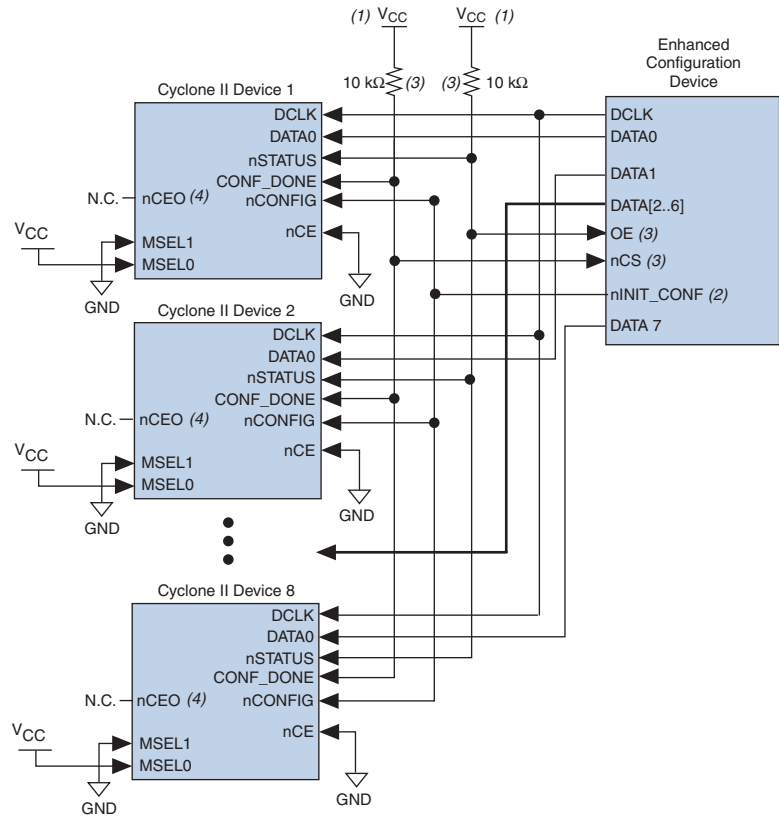 (1) VCC
VCC (1)
10 kΩ (3)
(3) 10 kΩ
Enhanced
Configuration
Device
DCLK
DATA0
DATA1
DATA[2..6]
OE (3)
nCS (3)
nINIT_CONF (2)
DATA 7
Cyclone II Device 1
DCLK
DATA0
nSTATUS
CONF_DONE
nCONFIG
nCE
N.C.
nCEO (4)
MSEL1
MSEL0
VCC
GND
GND
Cyclone II Device 2
DCLK
DATA0
nSTATUS
CONF_DONE
nCONFIG
nCE
N.C.
nCEO (4)
MSEL1
MSEL0
VCC
GND
GND
Cyclone II Device 8
DCLK
DATA0
nSTATUS
CONF_DONE
nCONFIG
nCE
N.C.
nCEO (4)
MSEL1
MSEL0
VCC
GND
GND